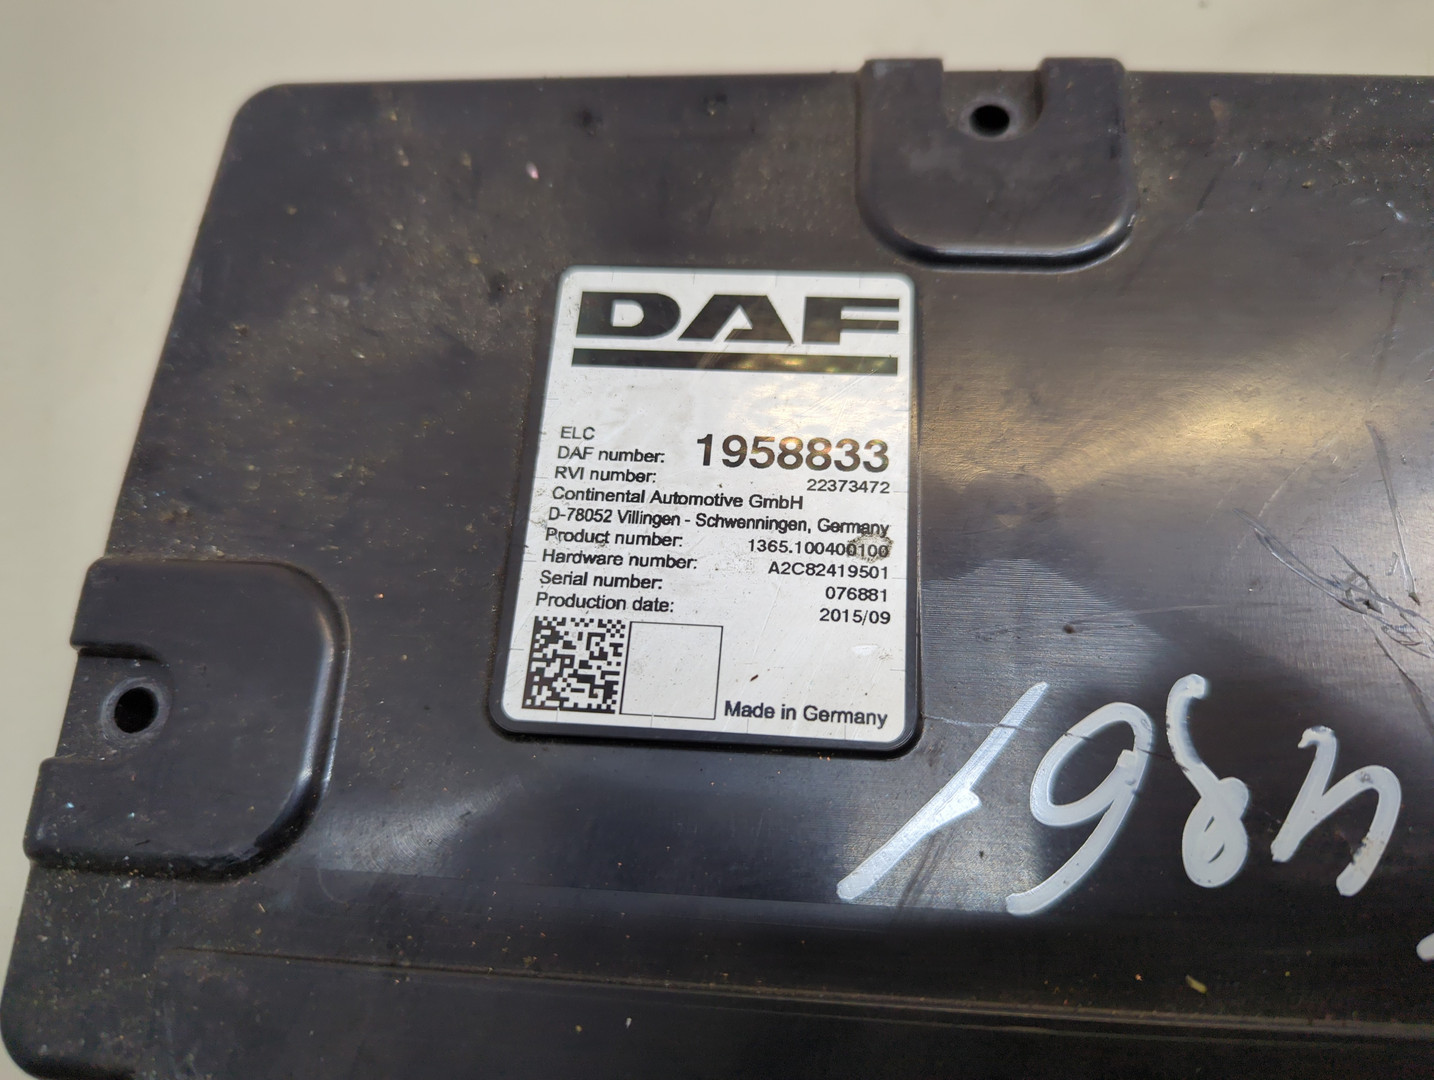 DAF
ELC
DAF number: 1958833
RVI number: 22373472
Continental Automotive GmbH
D-78052 Villingen - Schwenningen, Germany
Product number: 1365.100400100
Hardware number: A2C82419501
Serial number: 076881
Production date: 2015/09
Made in Germany